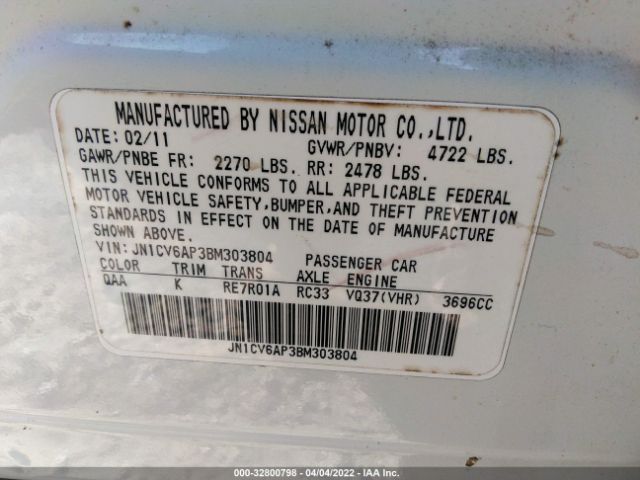 MANUFACTURED BY NISSAN MOTOR CO.,LTD.
DATE: 02/11 GVWR/PNBV: 4722 LBS.
GAWR/PNBE FR: 2270 LBS. RR: 2478 LBS.
THIS VEHICLE CONFORMS TO ALL APPLICABLE FEDERAL
MOTOR VEHICLE SAFETY,BUMPER,AND THEFT PREVENTION
STANDARDS IN EFFECT ON THE DATE OF MANUFACTURE
SHOWN ABOVE.
VIN: JN1CV6AP3BM303804 PASSENGER CAR
COLOR TRIM TRANS AXLE ENGINE
QAA K RE7R01A RC33 VQ37(VHR) 3696CC
JN1CV6AP3BM303804
000-32800798 - 04/04/2022 - IAA Inc.